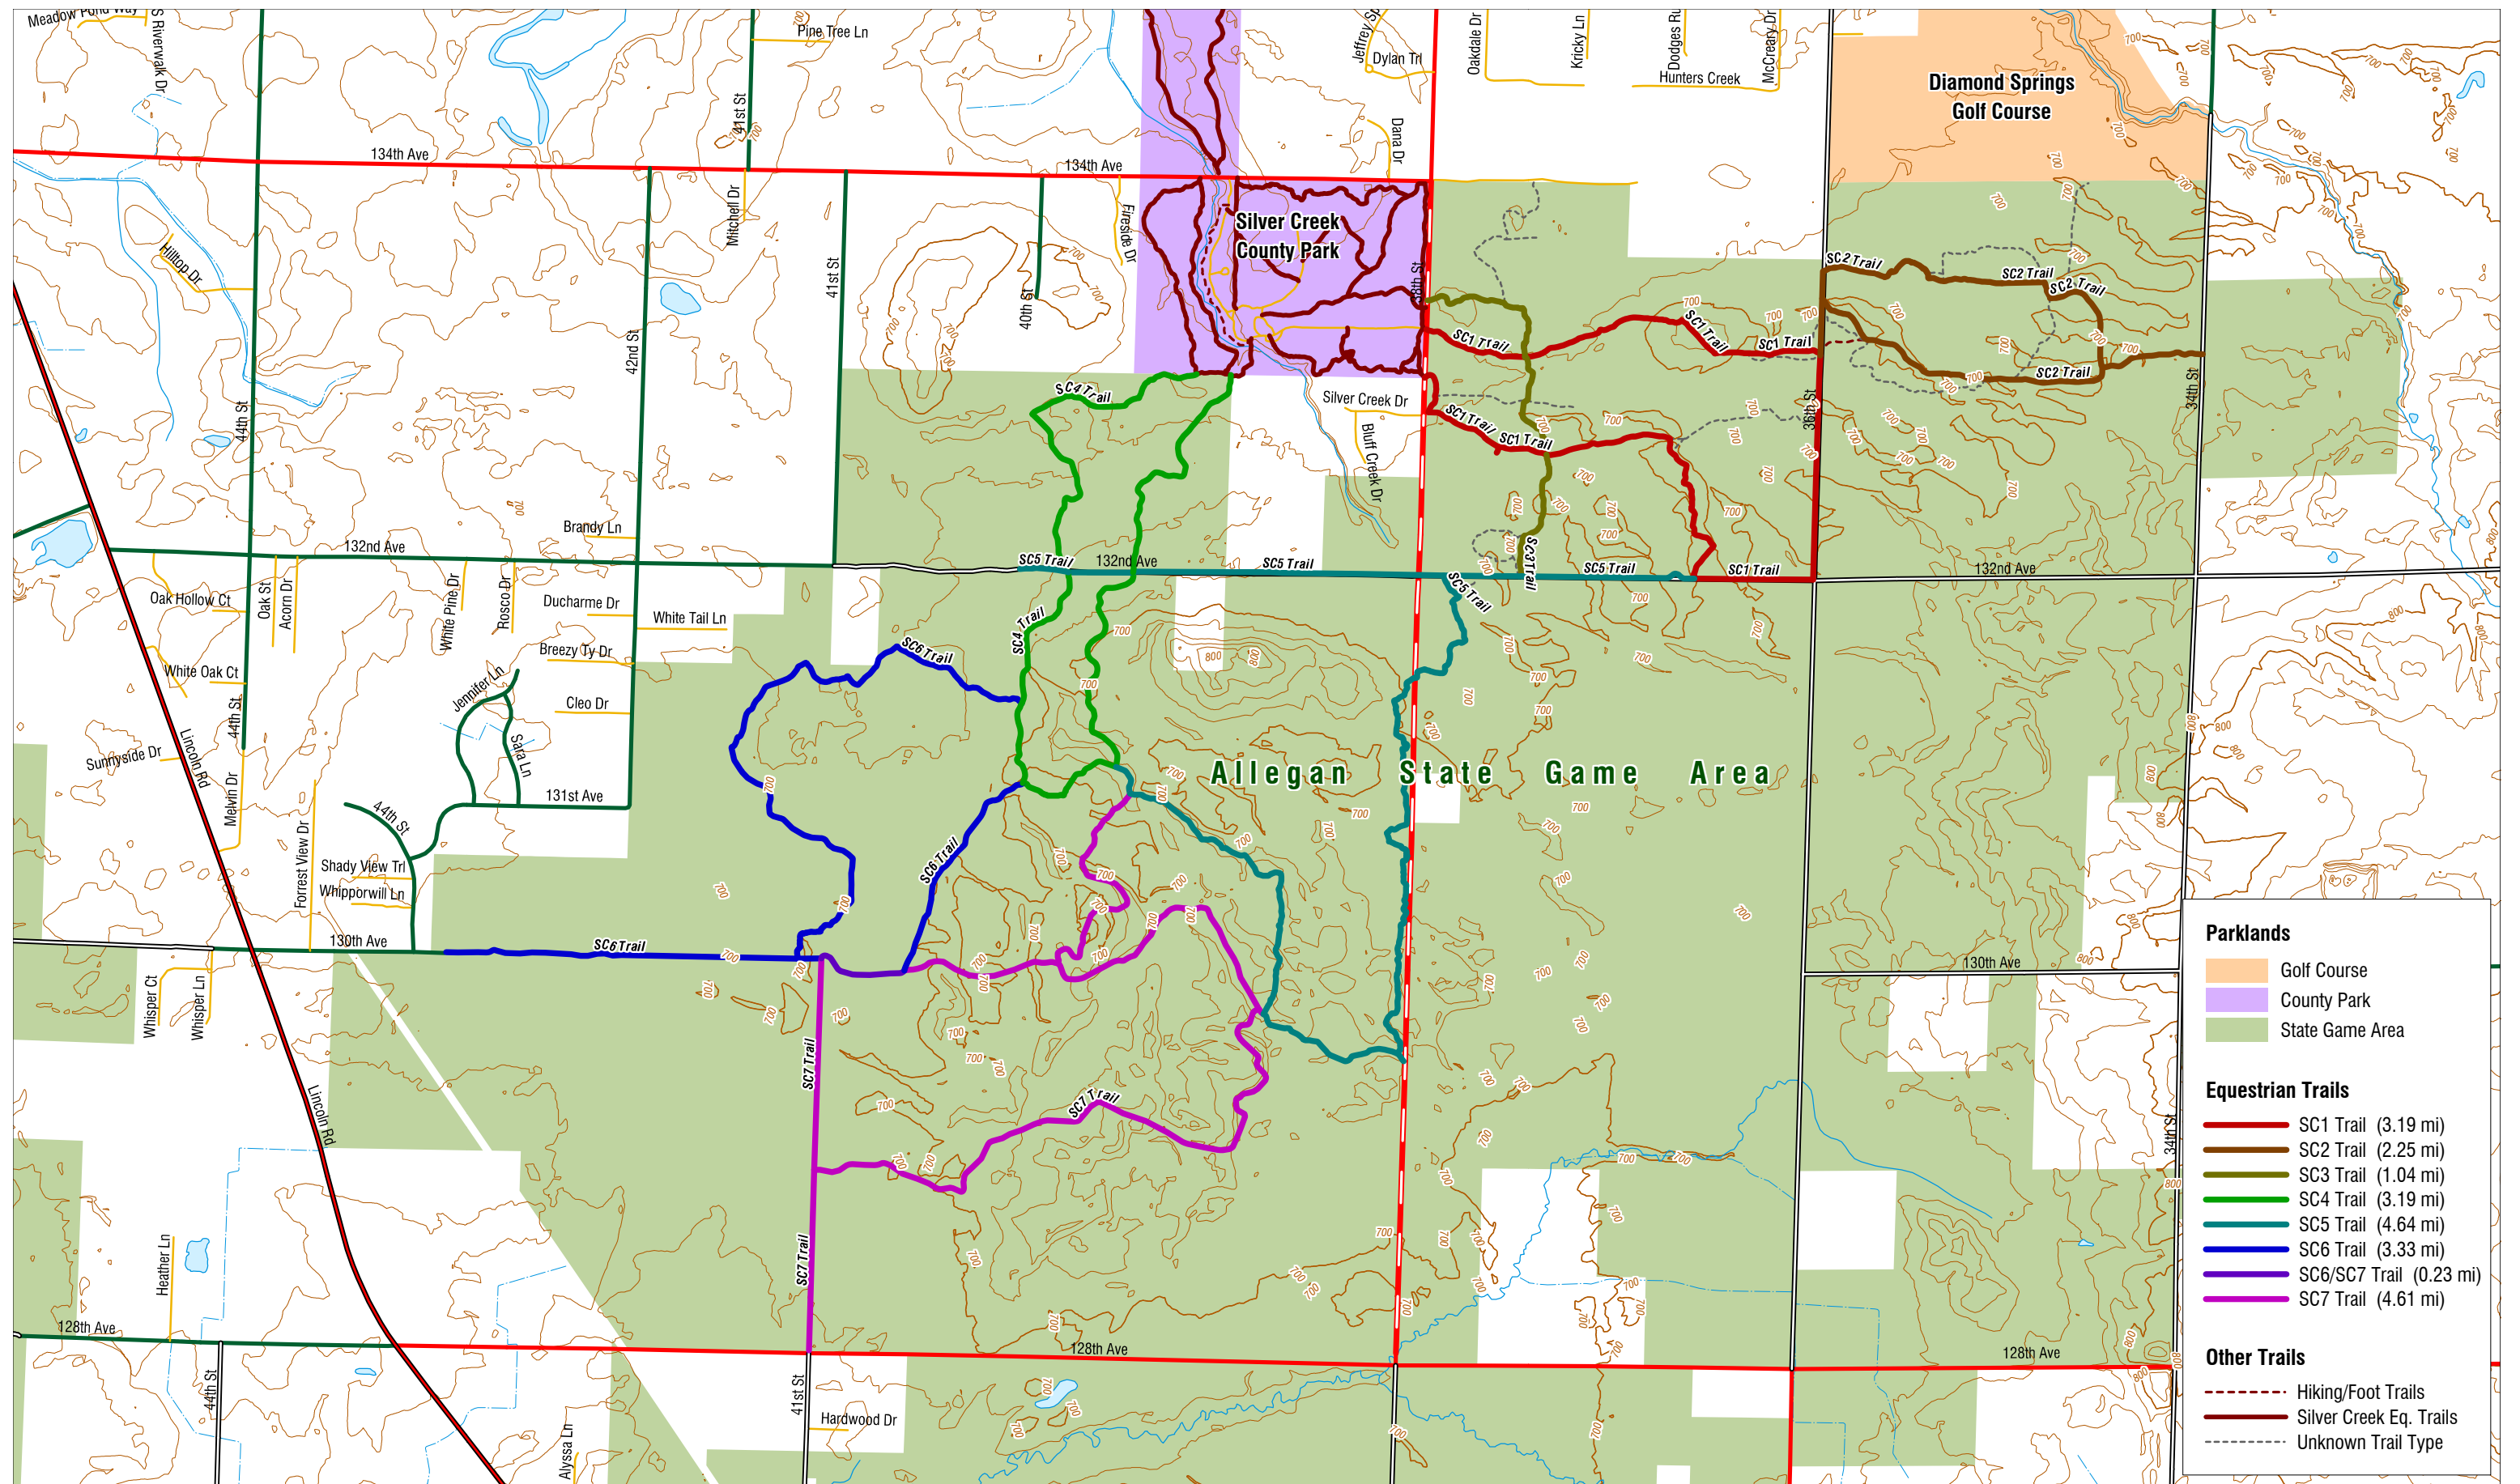 Meadow Pond Way
S Riverwalk Dr
Pine Tree Ln
41st St
Jeffrey Sp
Dylan Trl
Oakdale Dr
Kricky Ln
Dodges Ru
McCreary Dr
Hunters Creek
Diamond Springs
Golf Course
134th Ave
134th Ave
Dana Dr
Mitchell Dr
Fireside Dr
Silver Creek
County Park
Hilltop Dr
41st St
40th St
38th St
42nd St
44th St
SC2 Trail
SC2 Trail
SC2 Trail
SC2 Trail
SC1 Trail
SC1 Trail
SC1 Trail
36th St
34th St
SC4 Trail
Silver Creek Dr
Bluff Creek Dr
SC1 Trail
SC1 Trail
Brandy Ln
132nd Ave
SC5 Trail
132nd Ave
SC5 Trail
SC3 Trail
SC5 Trail
SC1 Trail
132nd Ave
SC5 Trail
Oak Hollow Ct
Oak St
Acorn Dr
White Pine Dr
Rosco Dr
Ducharme Dr
White Tail Ln
Breezy Ty Dr
SC4 Trail
SC6 Trail
White Oak Ct
Jennifer Ln
Cleo Dr
44th St
Sunnyside Dr
Lincoln Rd
Sara Ln
Allegan State Game Area
Melvin Dr
131st Ave
44th St
Forrest View Dr
Shady View Trl
Whipporwill Ln
SC6 Trail
130th Ave
SC6 Trail
130th Ave
Whisper Ct
Whisper Ln
SC7 Trail
Lincoln Rd
SC7 Trail
34th St
Heather Ln
SC7 Trail
128th Ave
128th Ave
128th Ave
44th St
41st St
Hardwood Dr
Alyssa Ln
700
800
Parklands
Golf Course
County Park
State Game Area
Equestrian Trails
SC1 Trail (3.19 mi)
SC2 Trail (2.25 mi)
SC3 Trail (1.04 mi)
SC4 Trail (3.19 mi)
SC5 Trail (4.64 mi)
SC6 Trail (3.33 mi)
SC6/SC7 Trail (0.23 mi)
SC7 Trail (4.61 mi)
Other Trails
Hiking/Foot Trails
Silver Creek Eq. Trails
Unknown Trail Type